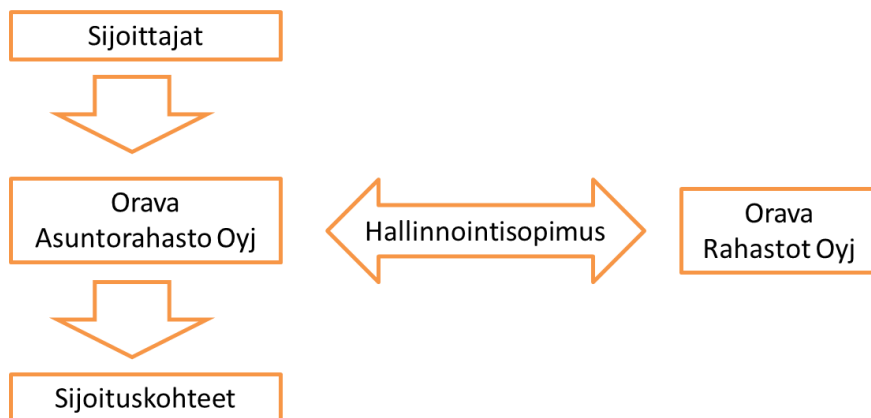 Sijoittajat
Orava
Asuntorahasto Oyj
Hallinnointisopimus
Orava
Rahastot Oyj
Sijoituskohteet